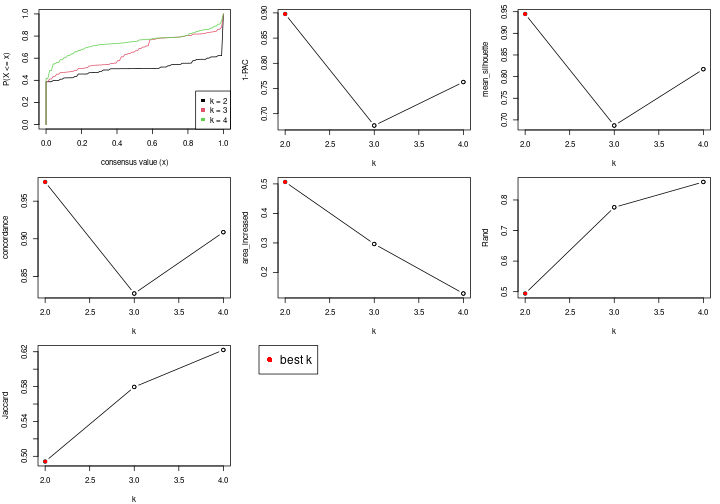 P(X <= x)
0.0 0.2 0.4 0.6 0.8 1.0
k = 2
k = 3
k = 4
0.0 0.2 0.4 0.6 0.8 1.0
consensus value (x)
1-PAC
0.70 0.75 0.80 0.85 0.90
2.0 2.5 3.0 3.5 4.0
k
mean_silhouette
0.70 0.75 0.80 0.85 0.90 0.95
2.0 2.5 3.0 3.5 4.0
k
concordance
0.85 0.90 0.95
2.0 2.5 3.0 3.5 4.0
k
area_increased
0.2 0.3 0.4 0.5
2.0 2.5 3.0 3.5 4.0
k
Rand
0.5 0.6 0.7 0.8
2.0 2.5 3.0 3.5 4.0
k
Jaccard
0.50 0.54 0.58 0.62
2.0 2.5 3.0 3.5 4.0
k
best k